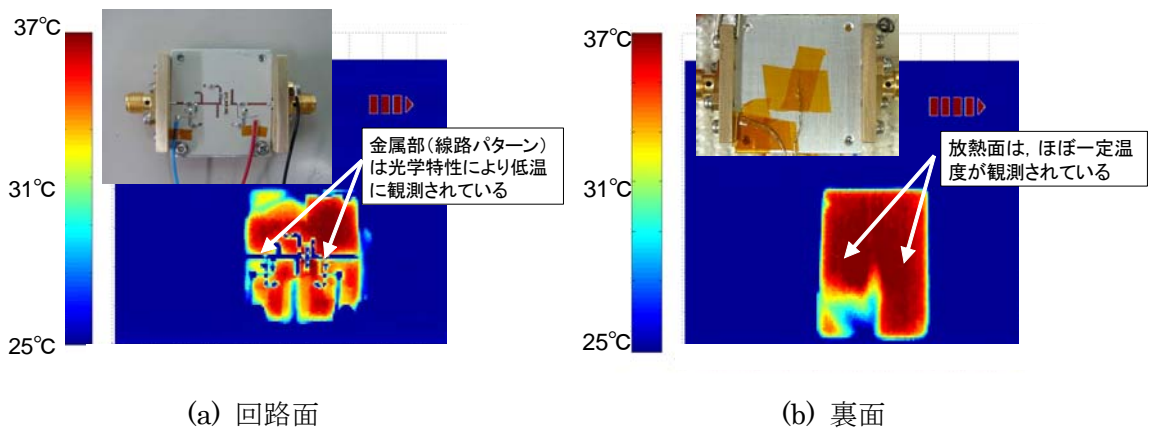 37℃
31℃
25℃
金属部（線路パターン）
は光学特性により低温
に観測されている
(a) 回路面
37℃
31℃
25℃
放熱面は，ほぼ一定温
度が観測されている
(b) 裏面